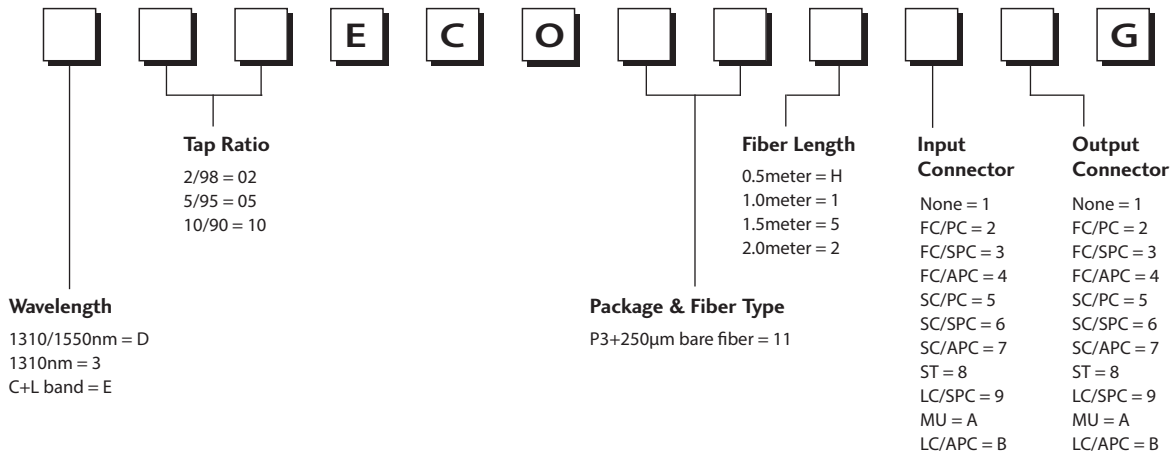 E C O G
Tap Ratio
2/98 = 02
5/95 = 05
10/90 = 10
Fiber Length
0.5meter = H
1.0meter = 1
1.5meter = 5
2.0meter = 2
Input
Connector
None = 1
FC/PC = 2
FC/SPC = 3
FC/APC = 4
SC/PC = 5
SC/SPC = 6
SC/APC = 7
ST = 8
LC/SPC = 9
MU = A
LC/APC = B
Output
Connector
None = 1
FC/PC = 2
FC/SPC = 3
FC/APC = 4
SC/PC = 5
SC/SPC = 6
SC/APC = 7
ST = 8
LC/SPC = 9
MU = A
LC/APC = B
Wavelength
1310/1550nm = D
1310nm = 3
C+L band = E
Package & Fiber Type
P3+250μm bare fiber = 11